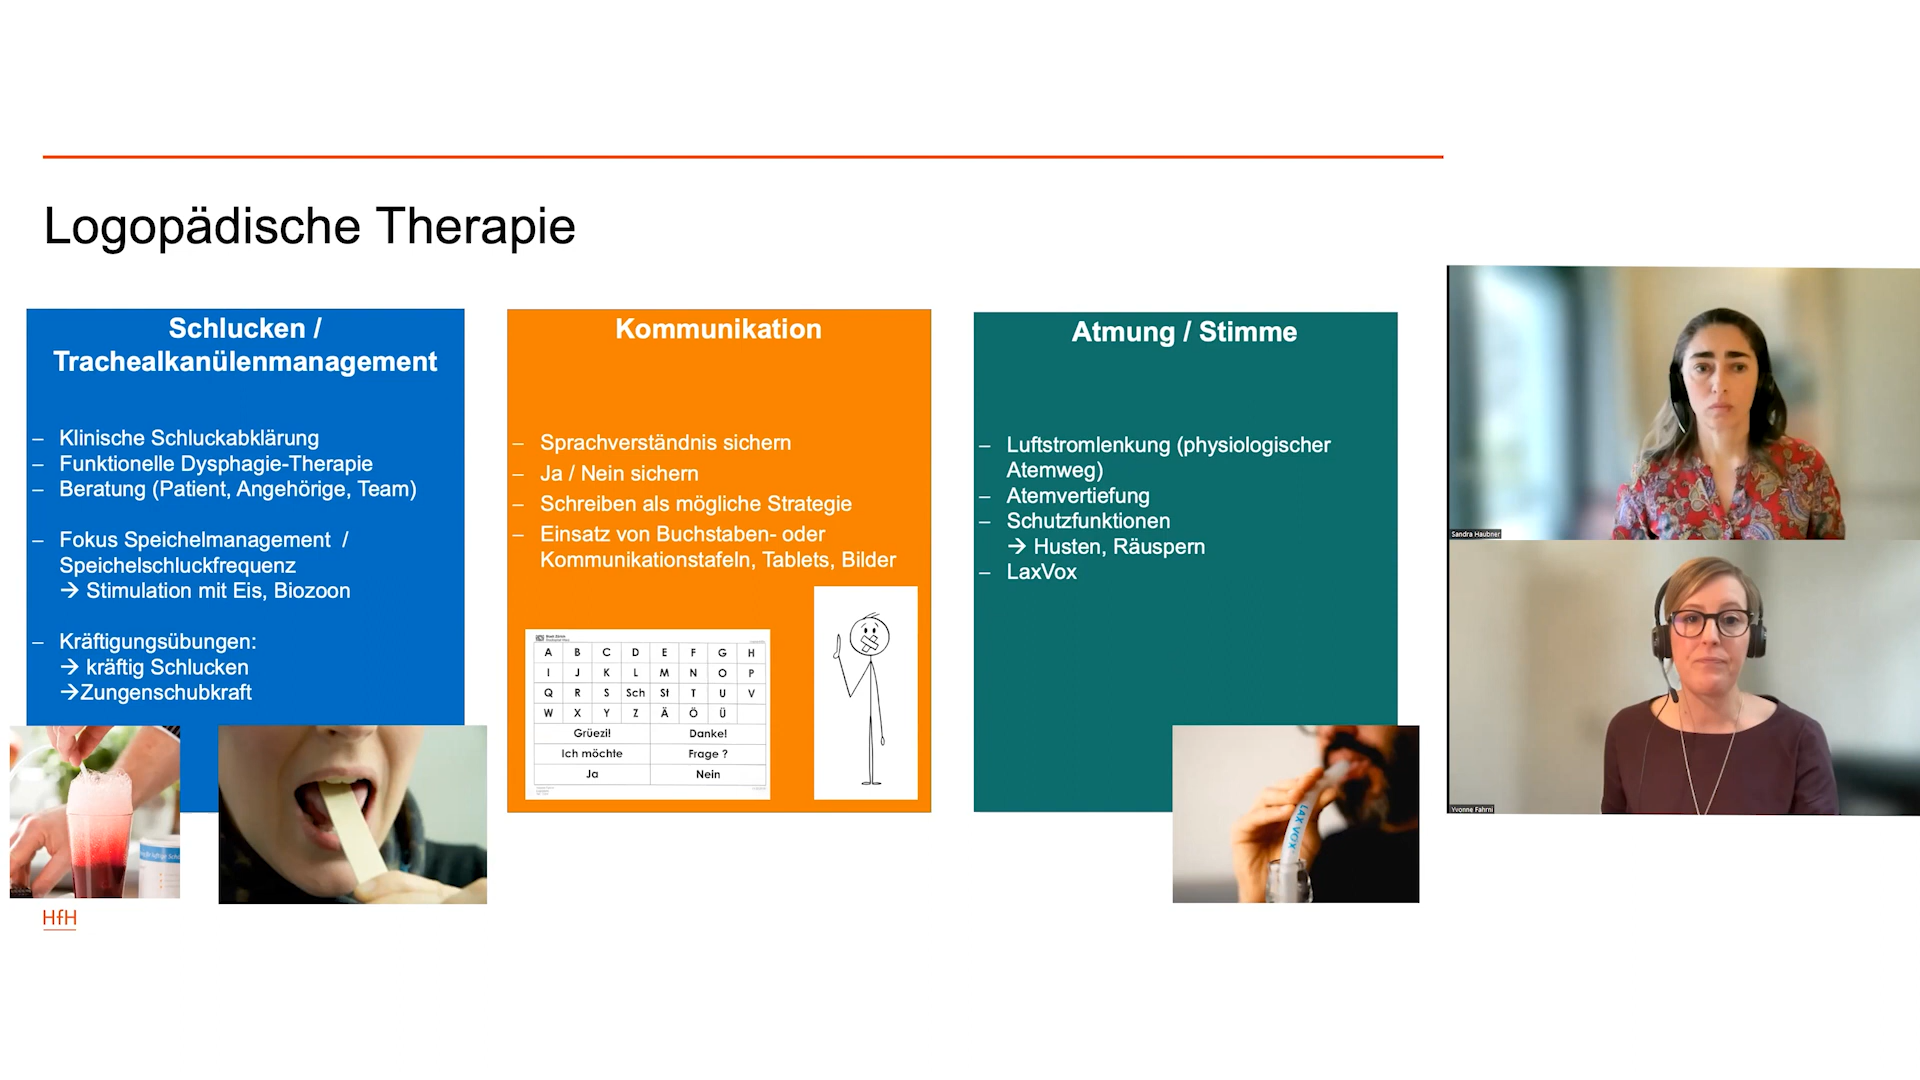 Logopädische Therapie
Schlucken /
Trachealkanülenmanagement
– Klinische Schluckabklärung
– Funktionelle Dysphagie-Therapie
– Beratung (Patient, Angehörige, Team)
– Fokus Speichelmanagement /
Speichelschluckfrequenz
→ Stimulation mit Eis, Biozoon
– Kräftigungsübungen:
→ kräftig Schlucken
→Zungenschubkraft
Kommunikation
– Sprachverständnis sichern
– Ja / Nein sichern
– Schreiben als mögliche Strategie
– Einsatz von Buchstaben- oder
Kommunikationstafeln, Tablets, Bilder
Stadt Zürich
A B C D E F G H
I J K L M N O P
Q R S Sch St T U V
W X Y Z Ä Ö Ü
Grüezi! Danke!
Ich möchte Frage ?
Ja Nein
Atmung / Stimme
– Luftstromlenkung (physiologischer
Atemweg)
– Atemvertiefung
– Schutzfunktionen
→ Husten, Räuspern
– LaxVox
LAX VOX
Sandra Haubner
Yvonne Fahrni
HfH